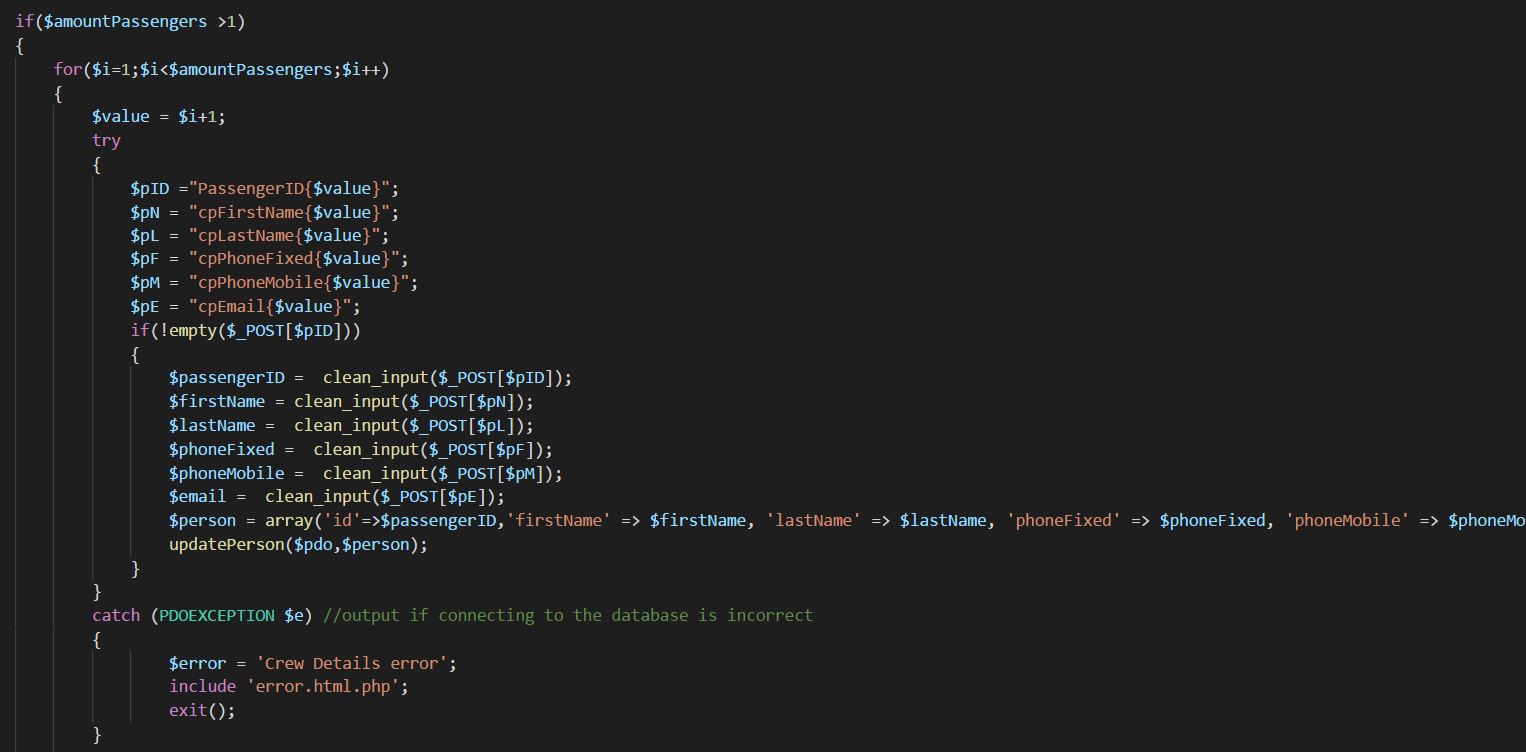 if($amountPassengers >1)
{
    for($i=1;$i<$amountPassengers;$i++)
    {
        $value = $i+1;
        try
        {
            $pID ="PassengerID{$value}";
            $pN = "cpFirstName{$value}";
            $pL = "cpLastName{$value}";
            $pF = "cpPhoneFixed{$value}";
            $pM = "cpPhoneMobile{$value}";
            $pE = "cpEmail{$value}";
            if(!empty($_POST[$pID]))
            {
                $passengerID =  clean_input($_POST[$pID]);
                $firstName = clean_input($_POST[$pN]);
                $lastName =  clean_input($_POST[$pL]);
                $phoneFixed =  clean_input($_POST[$pF]);
                $phoneMobile =  clean_input($_POST[$pM]);
                $email =  clean_input($_POST[$pE]);
                $person = array('id'=>$passengerID,'firstName' => $firstName, 'lastName' => $lastName, 'phoneFixed' => $phoneFixed, 'phoneMobile' => $phoneMo
                updatePerson($pdo,$person);
            }
        }
        catch (PDOEXCEPTION $e) //output if connecting to the database is incorrect
        {
                $error = 'Crew Details error';
                include 'error.html.php';
                exit();
        }